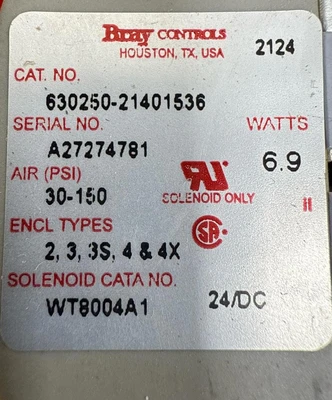 Bray CONTROLS
HOUSTON, TX, USA 2124
CAT. NO.
630250-21401536
SERIAL NO. WATTS
A27274781 6.9
AIR (PSI)
30-150 SOLENOID ONLY
ENCL TYPES
2, 3, 3S, 4 & 4X
SOLENOID CATA NO.
WT8004A1 24/DC